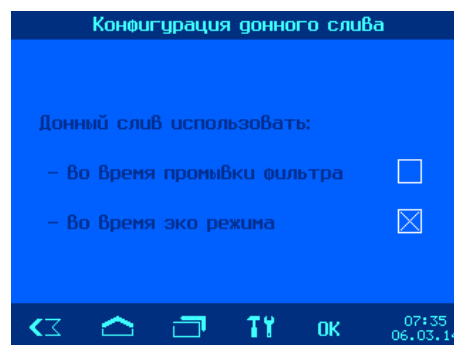 Конфигурация донного слива
Донный слив использовать:
- во время промывки фильтра
- во время эко режима
OK
07:35
06.03.14